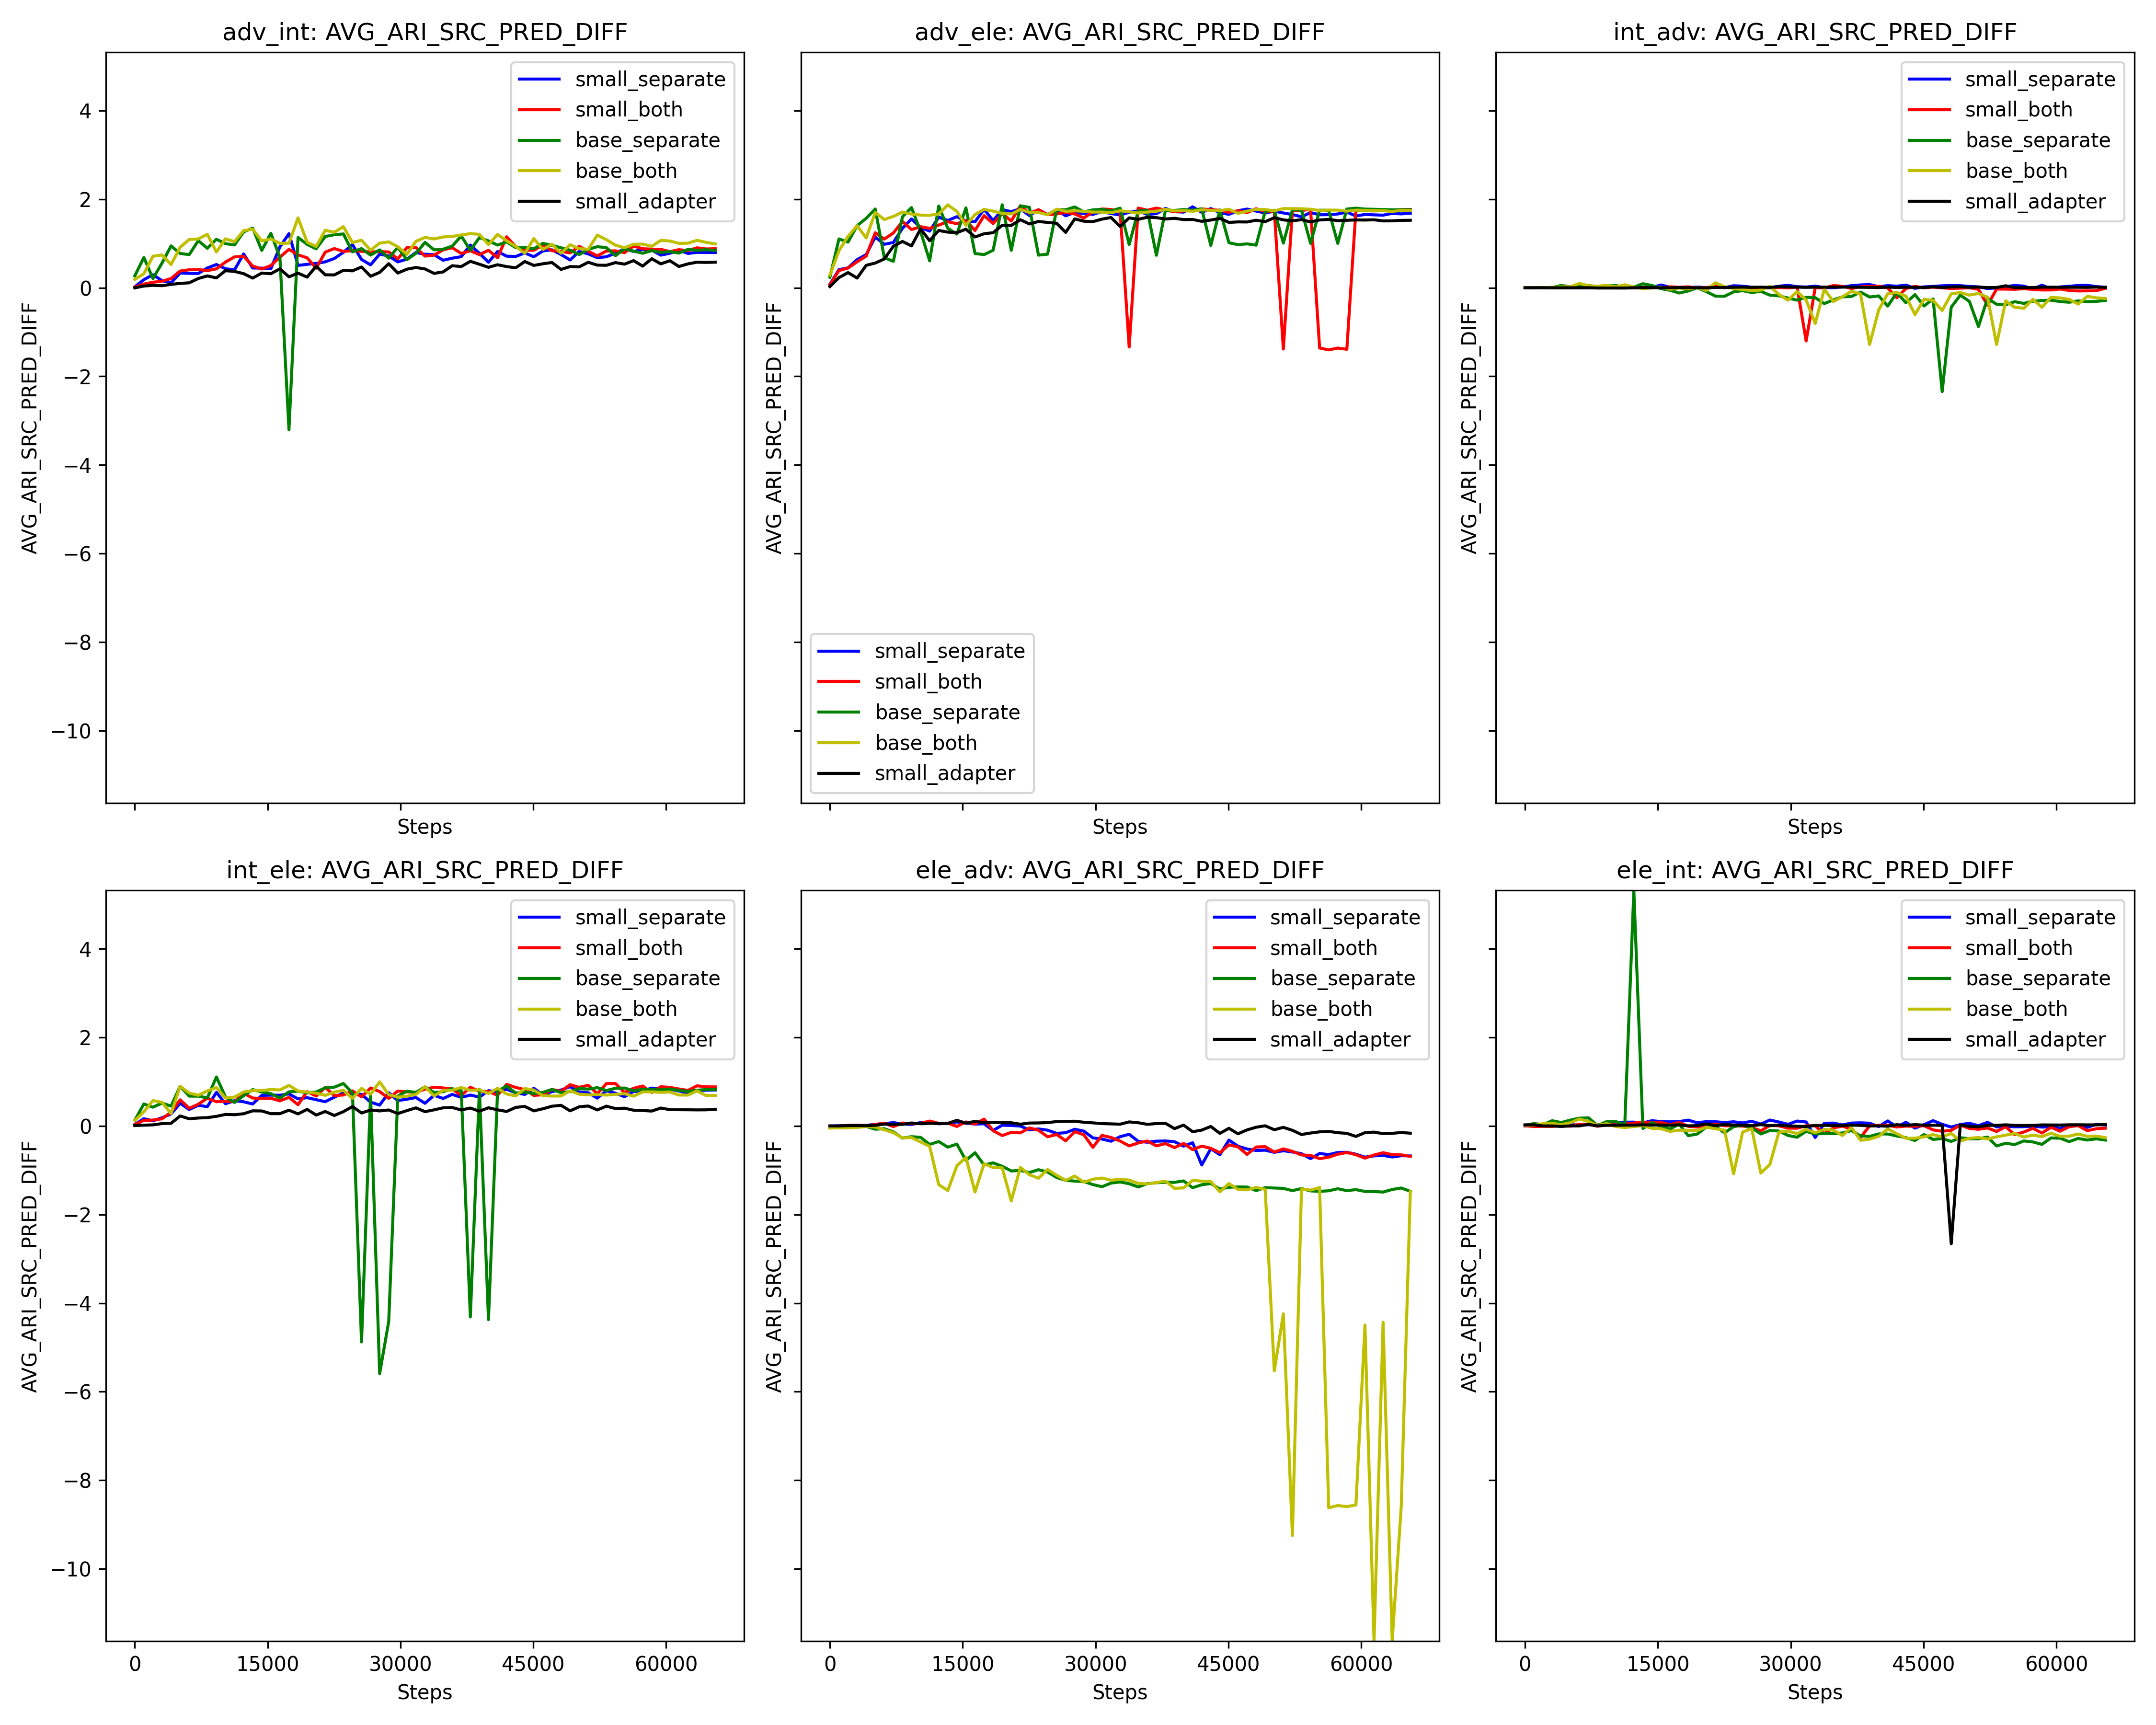 adv_int: AVG_ARI_SRC_PRED_DIFF
adv_ele: AVG_ARI_SRC_PRED_DIFF
int_adv: AVG_ARI_SRC_PRED_DIFF
AVG_ARI_SRC_PRED_DIFF
4
2
0
−2
−4
−6
−8
−10
small_separate
small_both
base_separate
base_both
small_adapter
Steps
AVG_ARI_SRC_PRED_DIFF
small_separate
small_both
base_separate
base_both
small_adapter
Steps
AVG_ARI_SRC_PRED_DIFF
small_separate
small_both
base_separate
base_both
small_adapter
Steps
int_ele: AVG_ARI_SRC_PRED_DIFF
ele_adv: AVG_ARI_SRC_PRED_DIFF
ele_int: AVG_ARI_SRC_PRED_DIFF
AVG_ARI_SRC_PRED_DIFF
4
2
0
−2
−4
−6
−8
−10
small_separate
small_both
base_separate
base_both
small_adapter
0 15000 30000 45000 60000
Steps
AVG_ARI_SRC_PRED_DIFF
small_separate
small_both
base_separate
base_both
small_adapter
0 15000 30000 45000 60000
Steps
AVG_ARI_SRC_PRED_DIFF
small_separate
small_both
base_separate
base_both
small_adapter
0 15000 30000 45000 60000
Steps